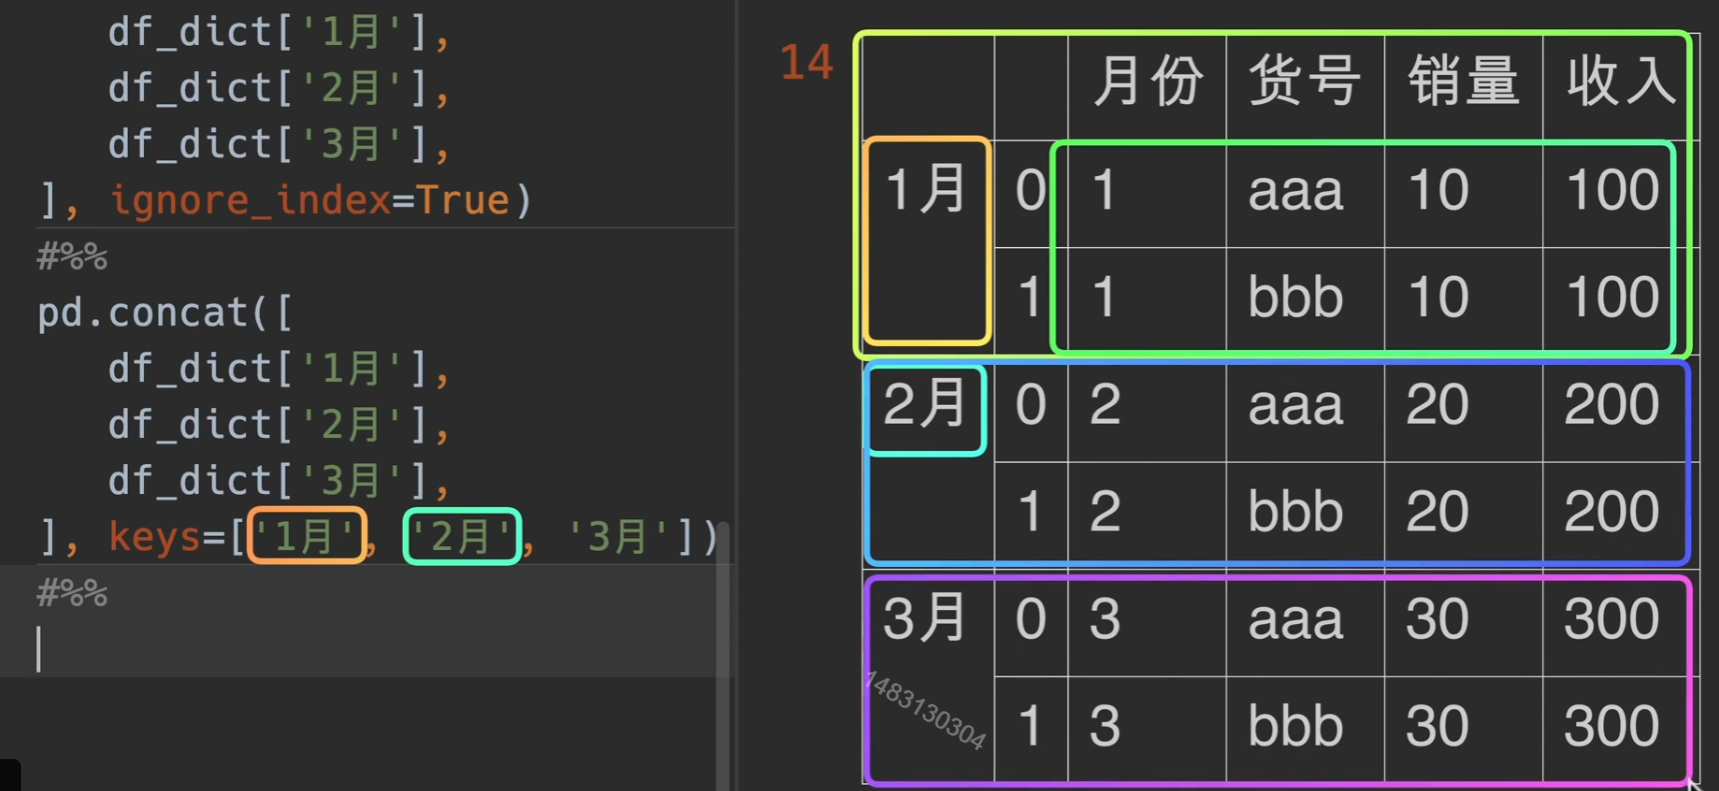 df_dict['1月'],
df_dict['2月'],
df_dict['3月'],
], ignore_index=True)
#%%
pd.concat([
df_dict['1月'],
df_dict['2月'],
df_dict['3月'],
], keys=['1月', '2月', '3月'])
#%%
14
月份 货号 销量 收入
1月 0 1 aaa 10 100
1 1 bbb 10 100
2月 0 2 aaa 20 200
1 2 bbb 20 200
3月 0 3 aaa 30 300
1 3 bbb 30 300
1483130304